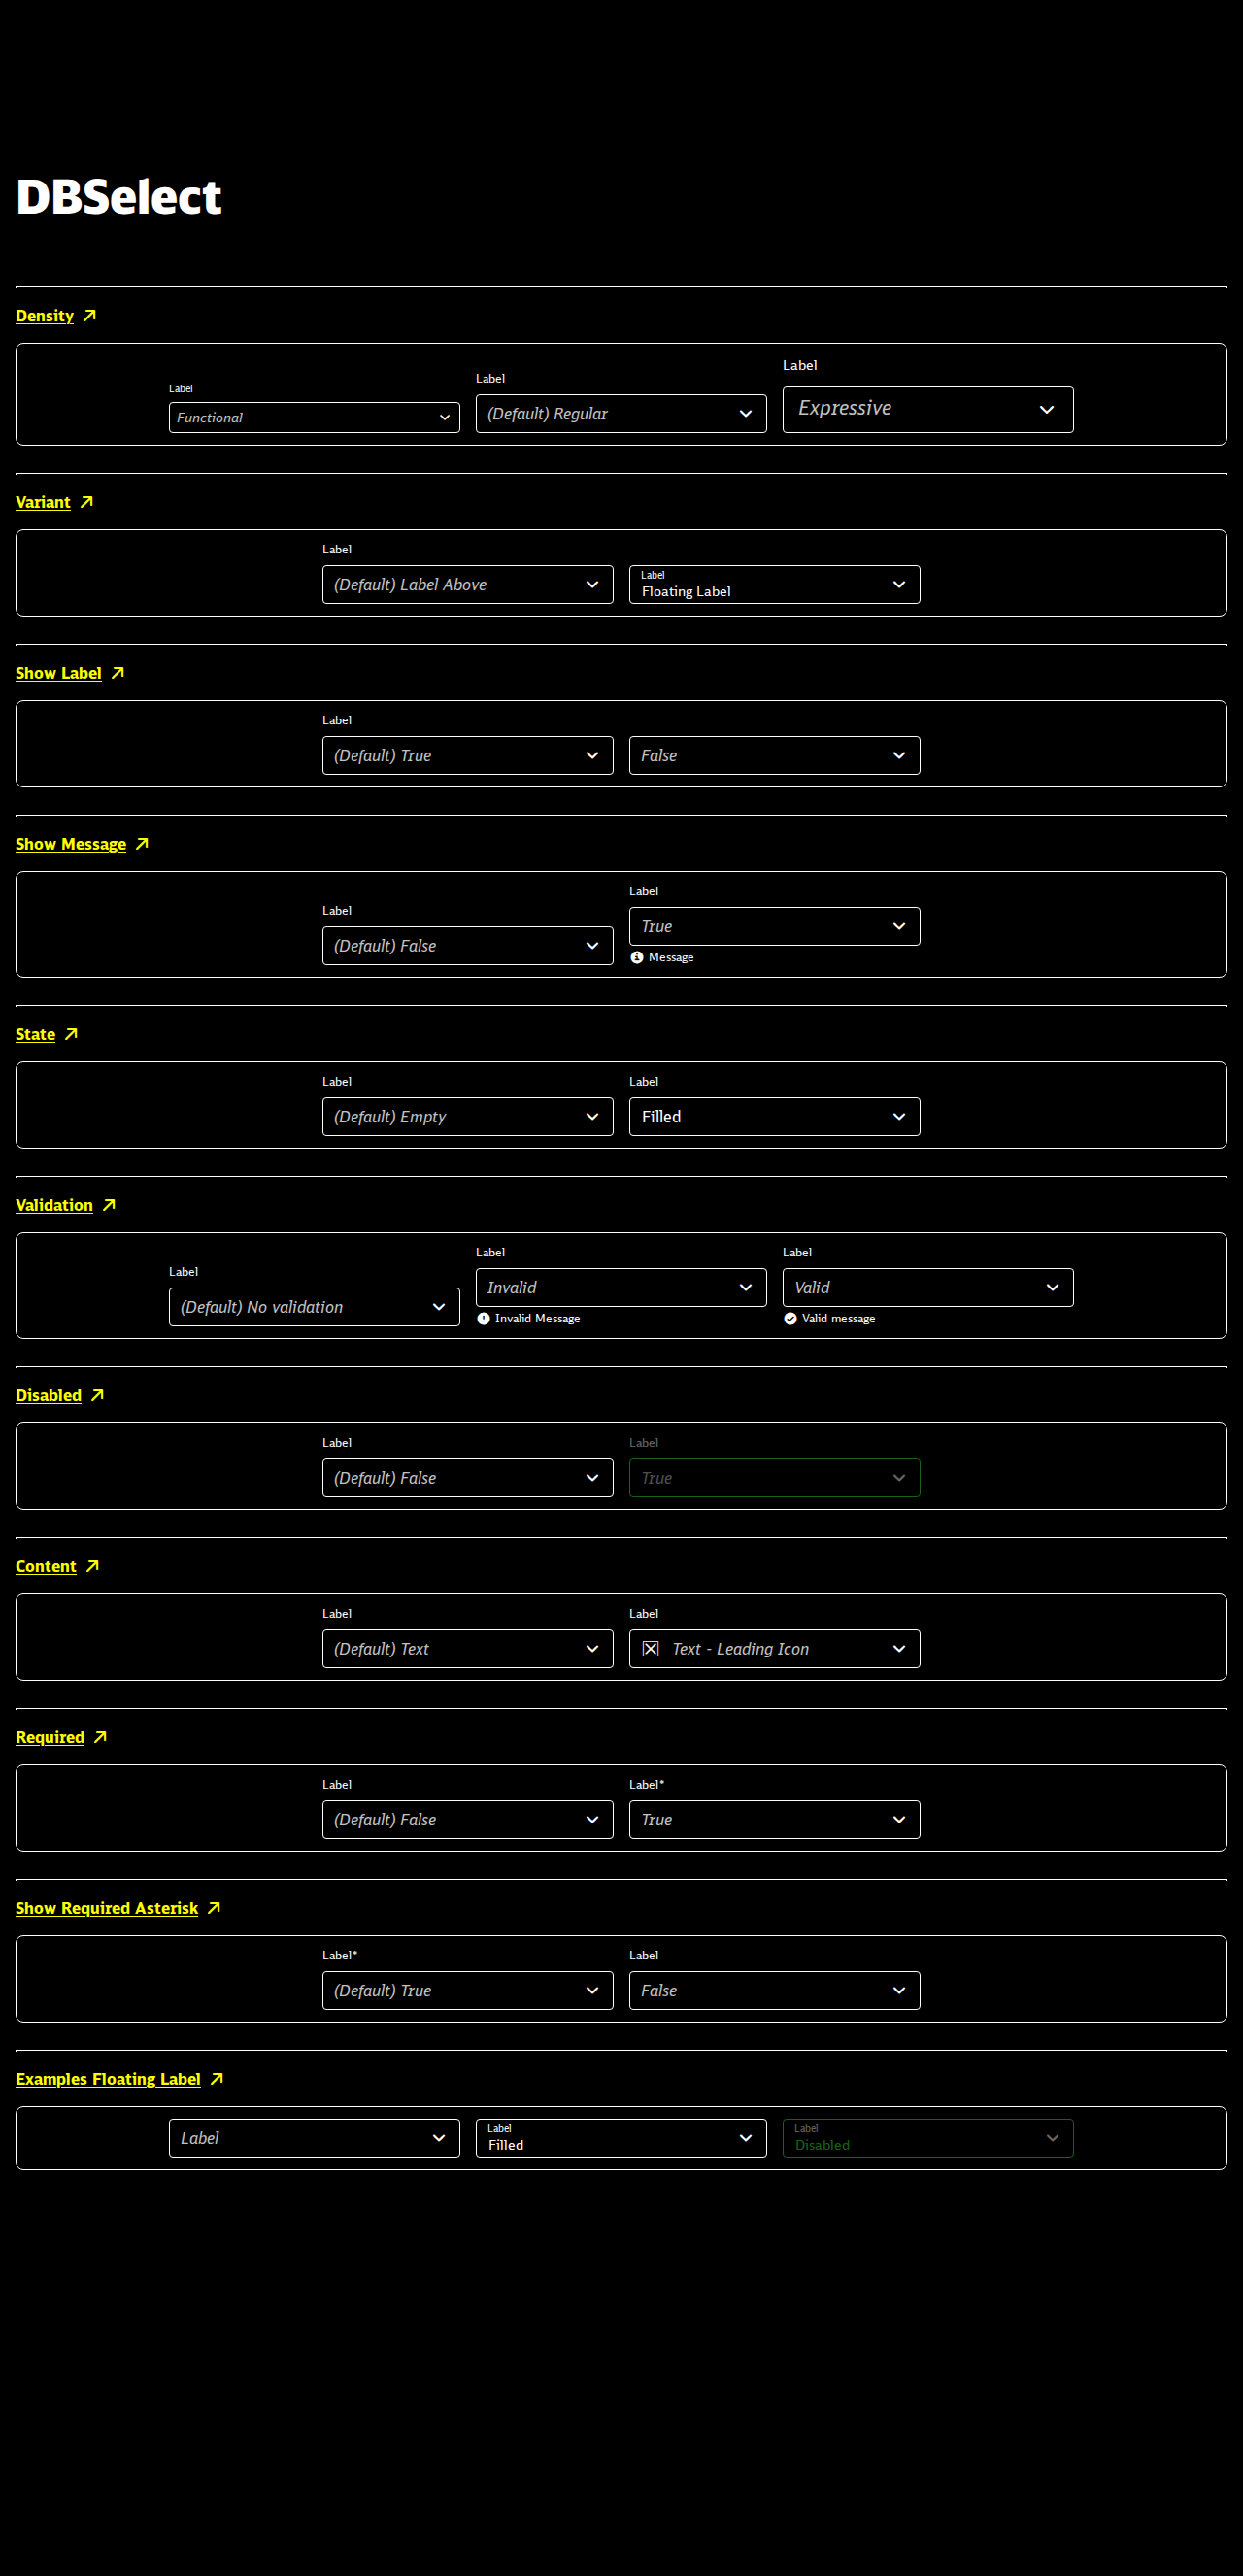 DBSelect
Density
Label
Functional
Label
(Default) Regular
Label
Expressive
Variant
Label
(Default) Label Above
Label
Floating Label
Show Label
Label
(Default) True
False
Show Message
Label
(Default) False
Label
True
Message
State
Label
(Default) Empty
Label
Filled
Validation
Label
(Default) No validation
Label
Invalid
Invalid Message
Label
Valid
Valid message
Disabled
Label
(Default) False
Label
True
Content
Label
(Default) Text
Label
Text - Leading Icon
Required
Label
(Default) False
Label*
True
Show Required Asterisk
Label*
(Default) True
Label
False
Examples Floating Label
Label
Label
Filled
Label
Disabled